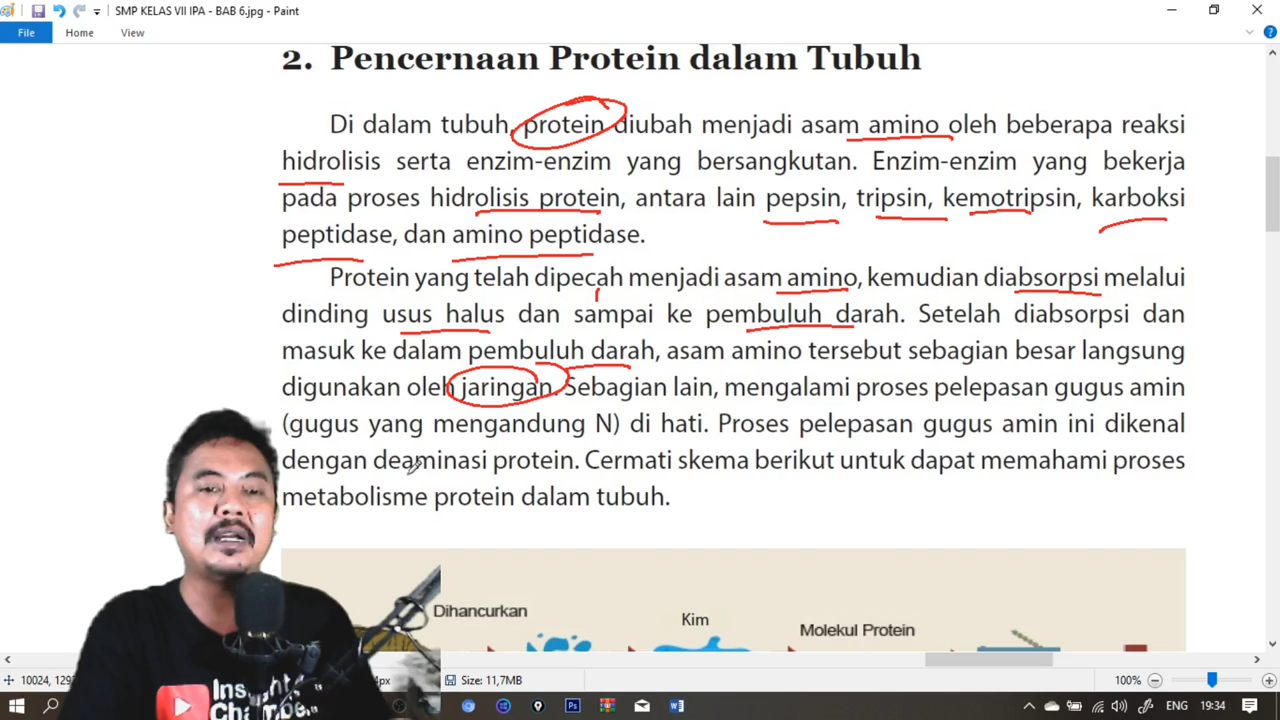 SMP KELAS VII IPA - BAB 6.jpg - Paint
File Home View
2. Pencernaan Protein dalam Tubuh
Di dalam tubuh, protein diubah menjadi asam amino oleh beberapa reaksi
hidrolisis serta enzim-enzim yang bersangkutan. Enzim-enzim yang bekerja
pada proses hidrolisis protein, antara lain pepsin, tripsin, kemotripsin, karboksi
peptidase, dan amino peptidase.
Protein yang telah dipecah menjadi asam amino, kemudian diabsorpsi melalui
dinding usus halus dan sampai ke pembuluh darah. Setelah diabsorpsi dan
masuk ke dalam pembuluh darah, asam amino tersebut sebagian besar langsung
digunakan oleh jaringan. Sebagian lain, mengalami proses pelepasan gugus amin
(gugus yang mengandung N) di hati. Proses pelepasan gugus amin ini dikenal
dengan deaminasi protein. Cermati skema berikut untuk dapat memahami proses
metabolisme protein dalam tubuh.
Dihancurkan
Kim
Molekul Protein
Size: 11,7MB
100%
ENG
19:34